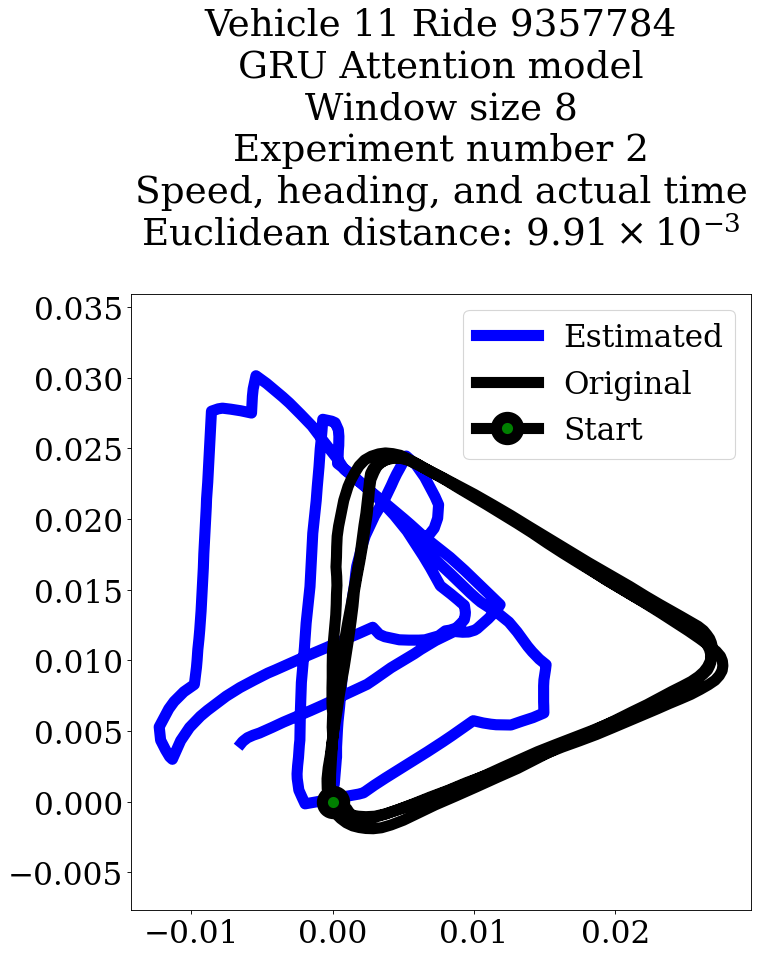 Vehicle 11 Ride 9357784
GRU Attention model
Window size 8
Experiment number 2
Speed, heading, and actual time
Euclidean distance: 9.91 × 10⁻³
0.035
0.030
0.025
0.020
0.015
0.010
0.005
0.000
−0.005
Estimated
Original
Start
−0.01
0.00
0.01
0.02